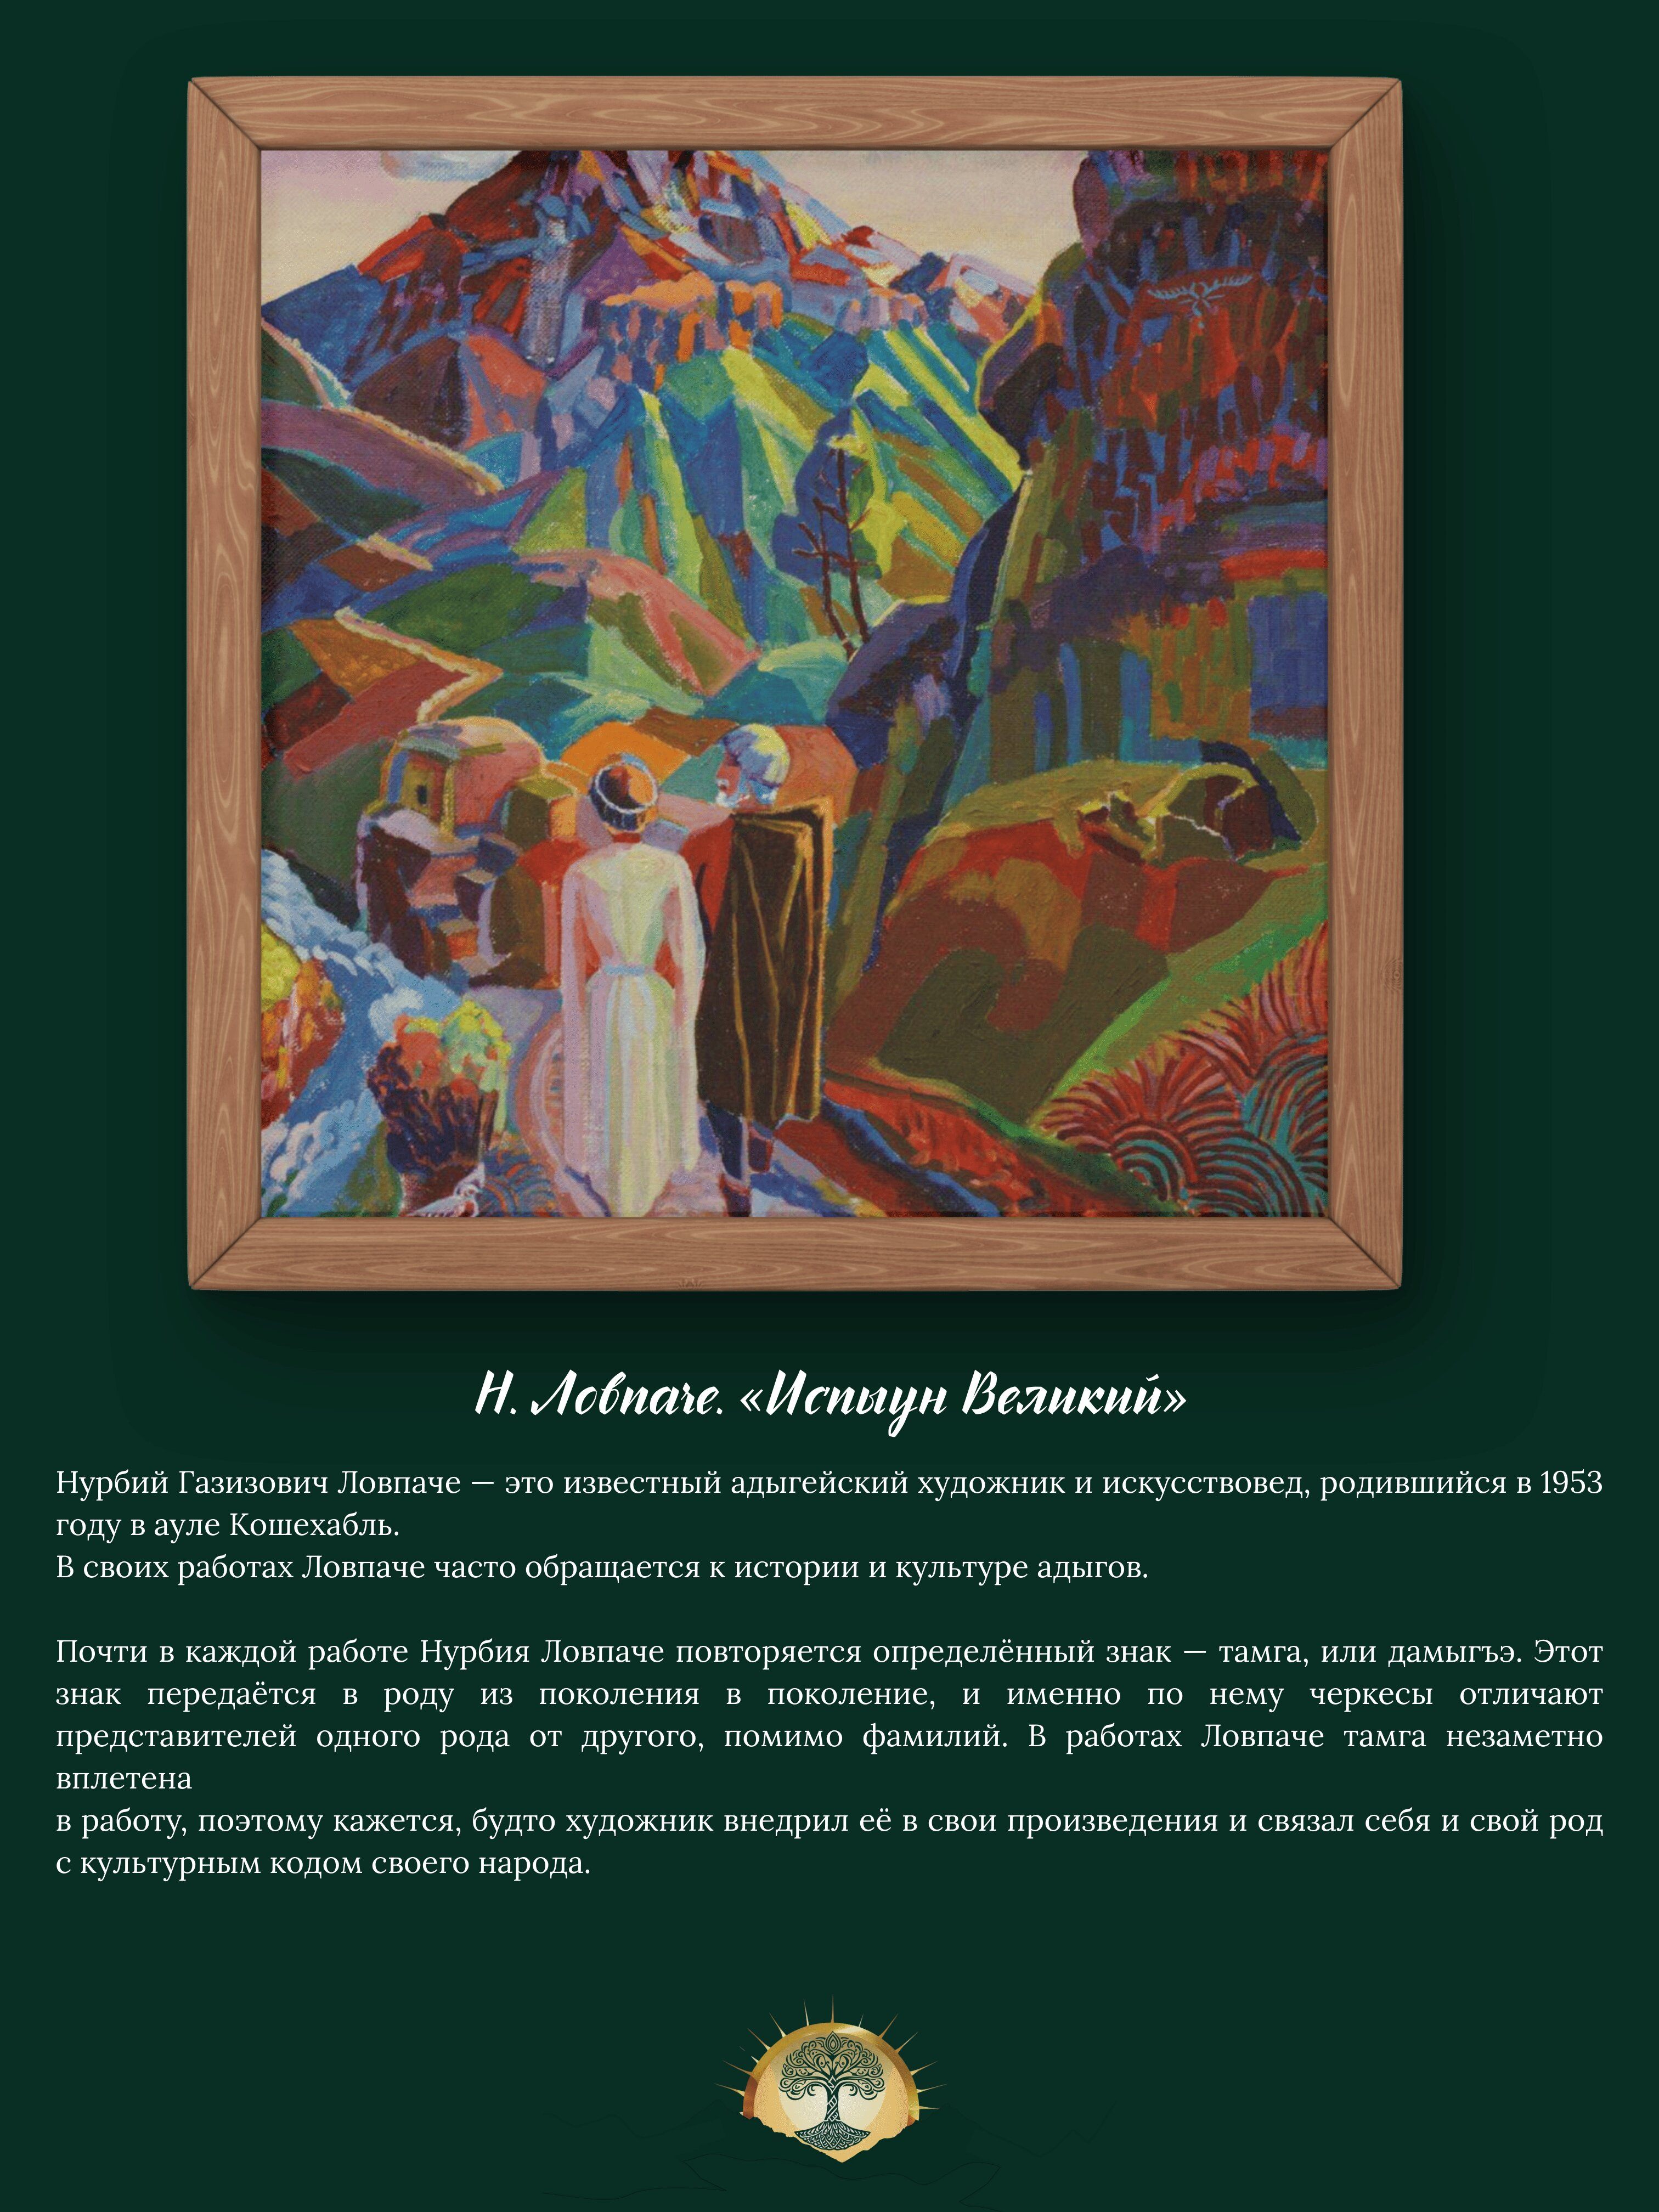 Н. Ловпаче. «Испыун Великий»
Нурбий Газизович Ловпаче — это известный адыгейский художник и искусствовед, родившийся в 1953
году в ауле Кошехабль.
В своих работах Ловпаче часто обращается к истории и культуре адыгов.
Почти в каждой работе Нурбия Ловпаче повторяется определённый знак — тамга, или дамыгъэ. Этот
знак передаётся в роду из поколения в поколение, и именно по нему черкесы отличают
представителей одного рода от другого, помимо фамилий. В работах Ловпаче тамга незаметно
вплетена
в работу, поэтому кажется, будто художник внедрил её в свои произведения и связал себя и свой род
с культурным кодом своего народа.